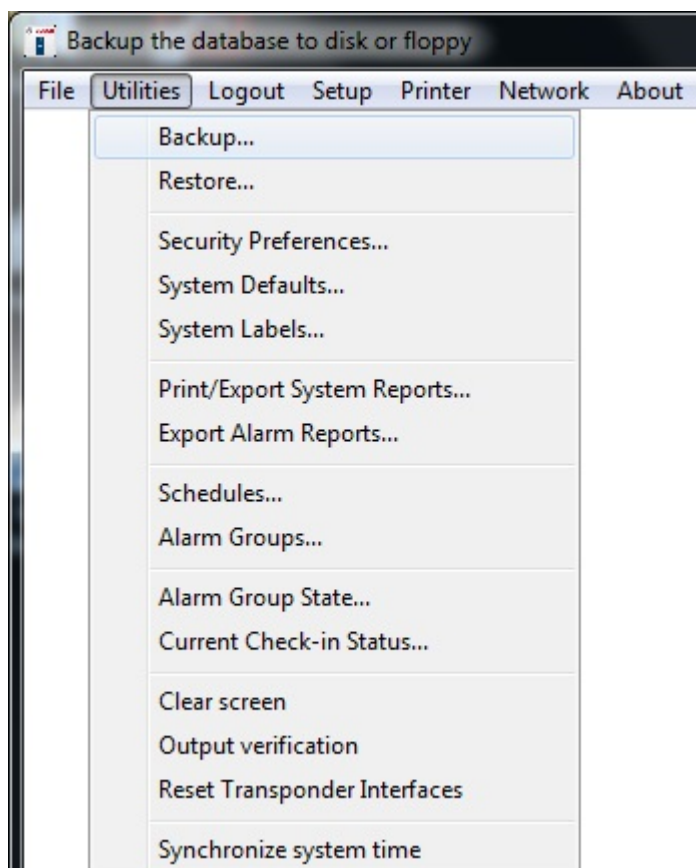 Backup the database to disk or floppy
File Utilities Logout Setup Printer Network About
Backup...
Restore...
Security Preferences...
System Defaults...
System Labels...
Print/Export System Reports...
Export Alarm Reports...
Schedules...
Alarm Groups...
Alarm Group State...
Current Check-in Status...
Clear screen
Output verification
Reset Transponder Interfaces
Synchronize system time